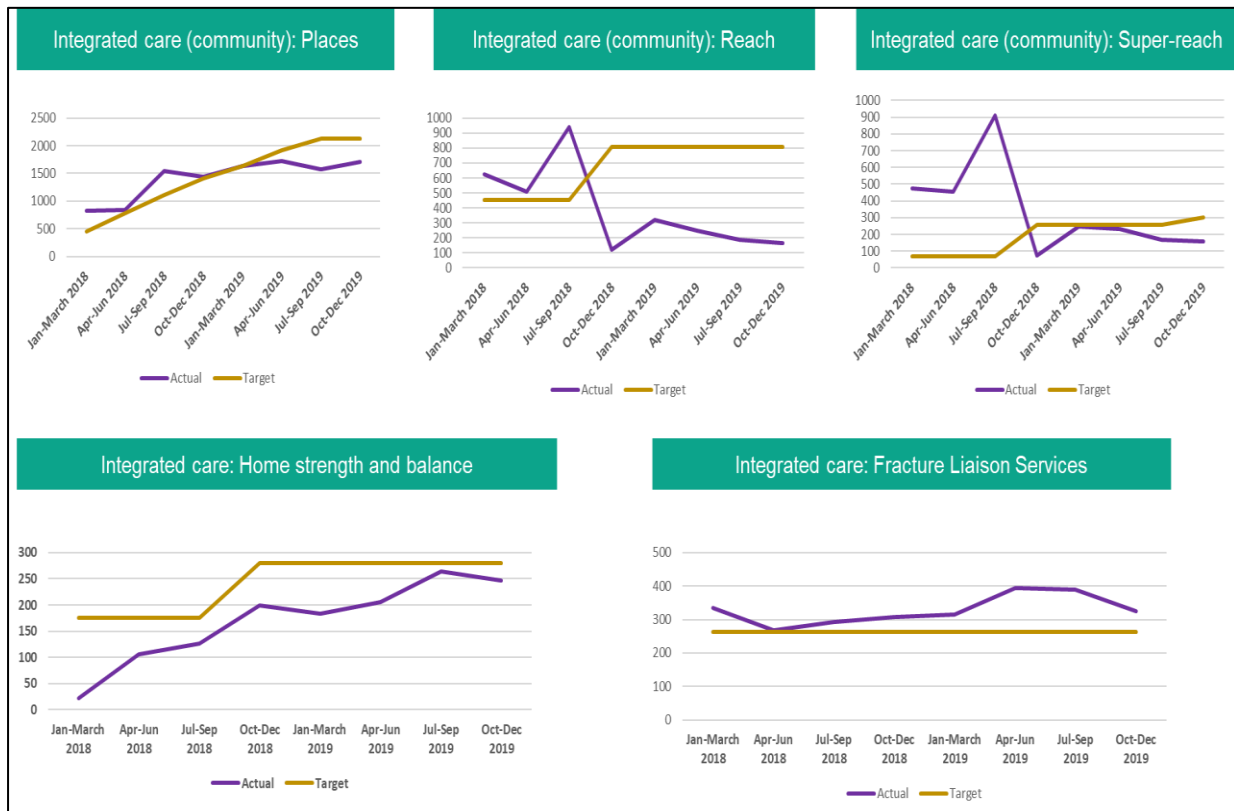 Integrated care (community): Places
Integrated care (community): Reach
Integrated care (community): Super-reach
2500
2000
1500
1000
500
0
Jan-March 2018
Apr-Jun 2018
Jul-Sep 2018
Oct-Dec 2018
Jan-March 2019
Apr-Jun 2019
Jul-Sep 2019
Oct-Dec 2019
Actual
Target
1000
900
800
700
600
500
400
300
200
100
0
Jan-March 2018
Apr-Jun 2018
Jul-Sep 2018
Oct-Dec 2018
Jan-March 2019
Apr-Jun 2019
Jul-Sep 2019
Oct-Dec 2019
Actual
Target
1000
900
800
700
600
500
400
300
200
100
0
Jan-March 2018
Apr-Jun 2018
Jul-Sep 2018
Oct-Dec 2018
Jan-March 2019
Apr-Jun 2019
Jul-Sep 2019
Oct-Dec 2019
Actual
Target
Integrated care: Home strength and balance
Integrated care: Fracture Liaison Services
300
250
200
150
100
50
0
Jan-March Apr-Jun Jul-Sep Oct-Dec Jan-March Apr-Jun Jul-Sep Oct-Dec
2018 2018 2018 2018 2019 2019 2019 2019
Actual Target
500
400
300
200
100
0
Jan-March Apr-Jun Jul-Sep Oct-Dec Jan-March Apr-Jun Jul-Sep Oct-Dec
2018 2018 2018 2018 2019 2019 2019 2019
Actual Target